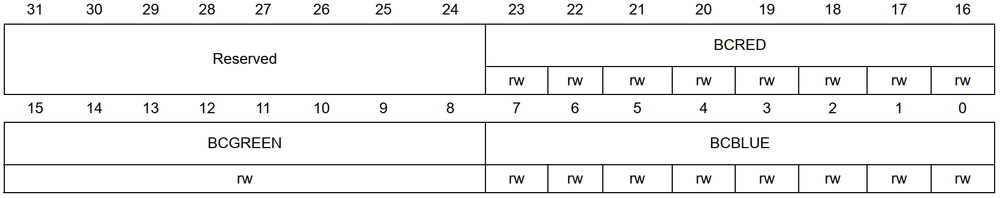 31 30 29 28 27 26 25 24 23 22 21 20 19 18 17 16
Reserved BCRED
rw rw rw rw rw rw rw rw
15 14 13 12 11 10 9 8 7 6 5 4 3 2 1 0
BCGREEN BCBLUE
rw rw rw rw rw rw rw rw rw